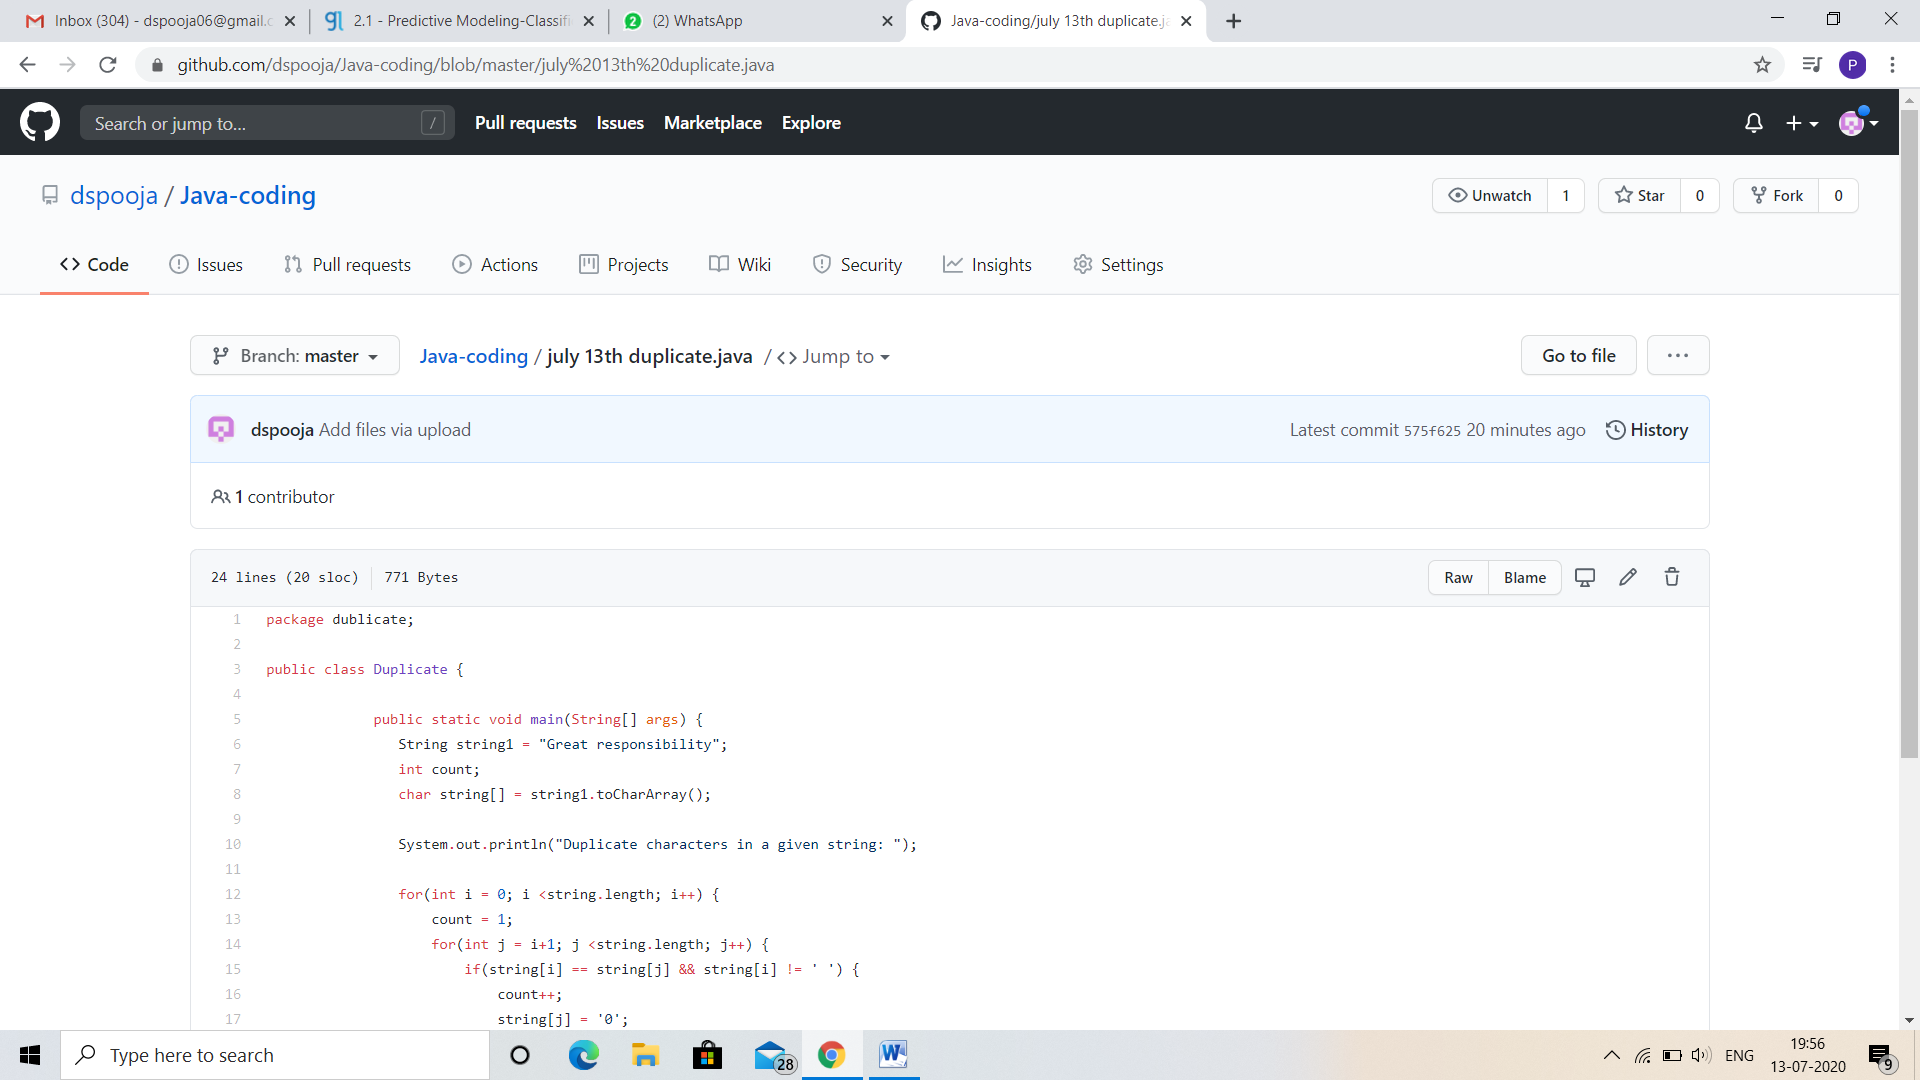 Inbox (304) - dspooja06@gmail.c
2.1 - Predictive Modeling-Classifi
(2) WhatsApp
Java-coding/july 13th duplicate.ja
github.com/dspooja/Java-coding/blob/master/july%2013th%20duplicate.java
P
Search or jump to...
/
Pull requests
Issues
Marketplace
Explore
dspooja / Java-coding
Unwatch 1
Star 0
Fork 0
Code
Issues
Pull requests
Actions
Projects
Wiki
Security
Insights
Settings
Branch: master
Java-coding / july 13th duplicate.java / <> Jump to
Go to file
...
dspooja Add files via upload
Latest commit 575f625 20 minutes ago
History
1 contributor
24 lines (20 sloc) 771 Bytes
Raw
Blame
1 package dublicate;
2
3 public class Duplicate {
4
5 public static void main(String[] args) {
6 String string1 = "Great responsibility";
7 int count;
8 char string[] = string1.toCharArray();
9
10 System.out.println("Duplicate characters in a given string: ");
11
12 for(int i = 0; i <string.length; i++) {
13 count = 1;
14 for(int j = i+1; j <string.length; j++) {
15 if(string[i] == string[j] && string[i] != ' ') {
16 count++;
17 string[j] = '0';
Type here to search
28
ENG
19:56
13-07-2020
9